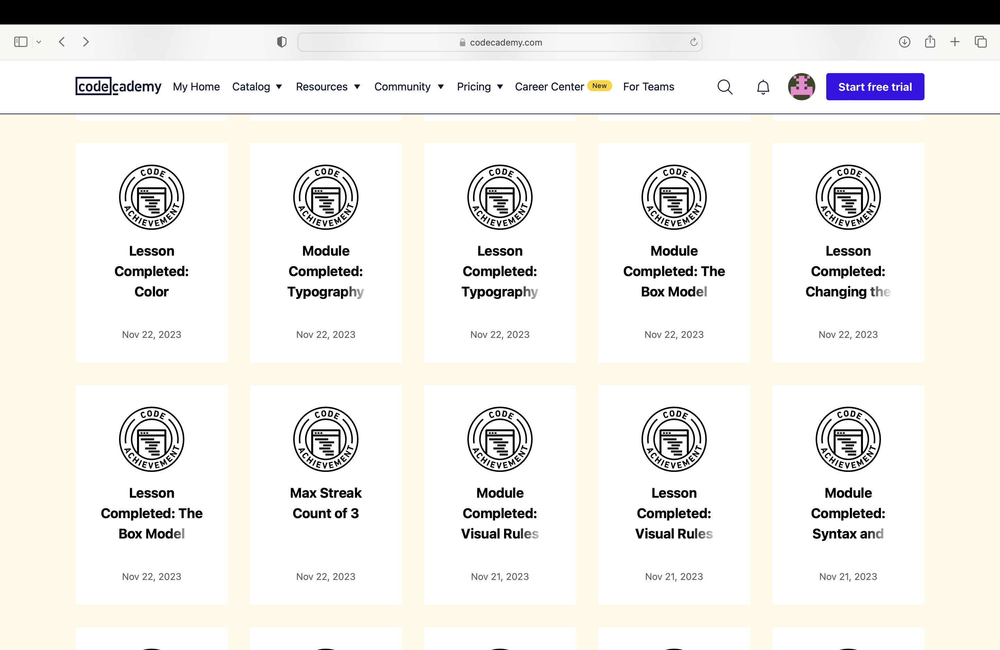 codecademy.com
codecademy My Home Catalog Resources Community Pricing Career Center New For Teams Start free trial
CODE ACHIEVEMENT
Lesson
Completed:
Color
Nov 22, 2023
CODE ACHIEVEMENT
Module
Completed:
Typography
Nov 22, 2023
CODE ACHIEVEMENT
Lesson
Completed:
Typography
Nov 22, 2023
CODE ACHIEVEMENT
Module
Completed: The
Box Model
Nov 22, 2023
CODE ACHIEVEMENT
Lesson
Completed:
Changing the
Nov 22, 2023
CODE ACHIEVEMENT
Lesson
Completed: The
Box Model
Nov 22, 2023
CODE ACHIEVEMENT
Max Streak
Count of 3
Nov 22, 2023
CODE ACHIEVEMENT
Module
Completed:
Visual Rules
Nov 21, 2023
CODE ACHIEVEMENT
Lesson
Completed:
Visual Rules
Nov 21, 2023
CODE ACHIEVEMENT
Module
Completed:
Syntax and
Nov 21, 2023